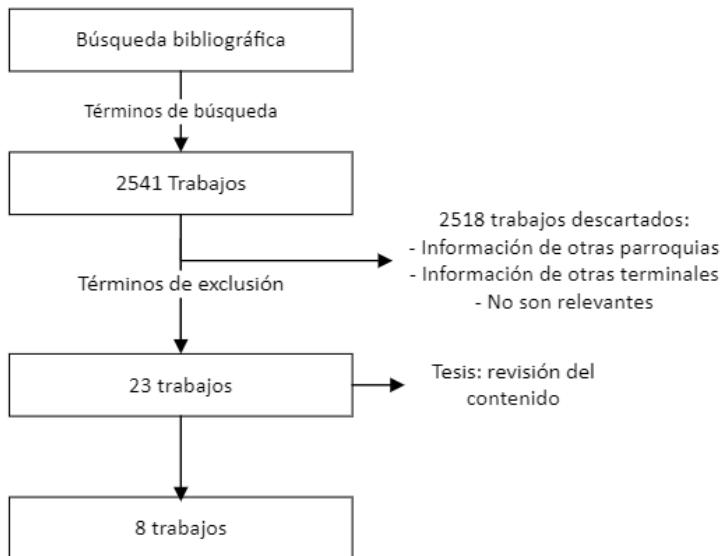 Búsqueda bibliográfica
Términos de búsqueda
2541 Trabajos
2518 trabajos descartados:
- Información de otras parroquias
- Información de otras terminales
- No son relevantes
Términos de exclusión
23 trabajos
Tesis: revisión del
contenido
8 trabajos